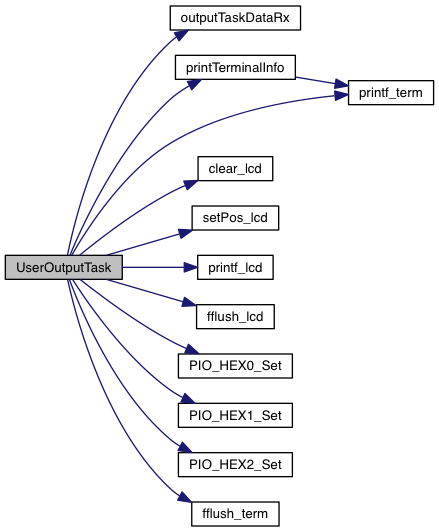 outputTaskDataRx
printTerminalInfo
printf_term
clear_lcd
setPos_lcd
UserOutputTask
printf_lcd
fflush_lcd
PIO_HEX0_Set
PIO_HEX1_Set
PIO_HEX2_Set
fflush_term